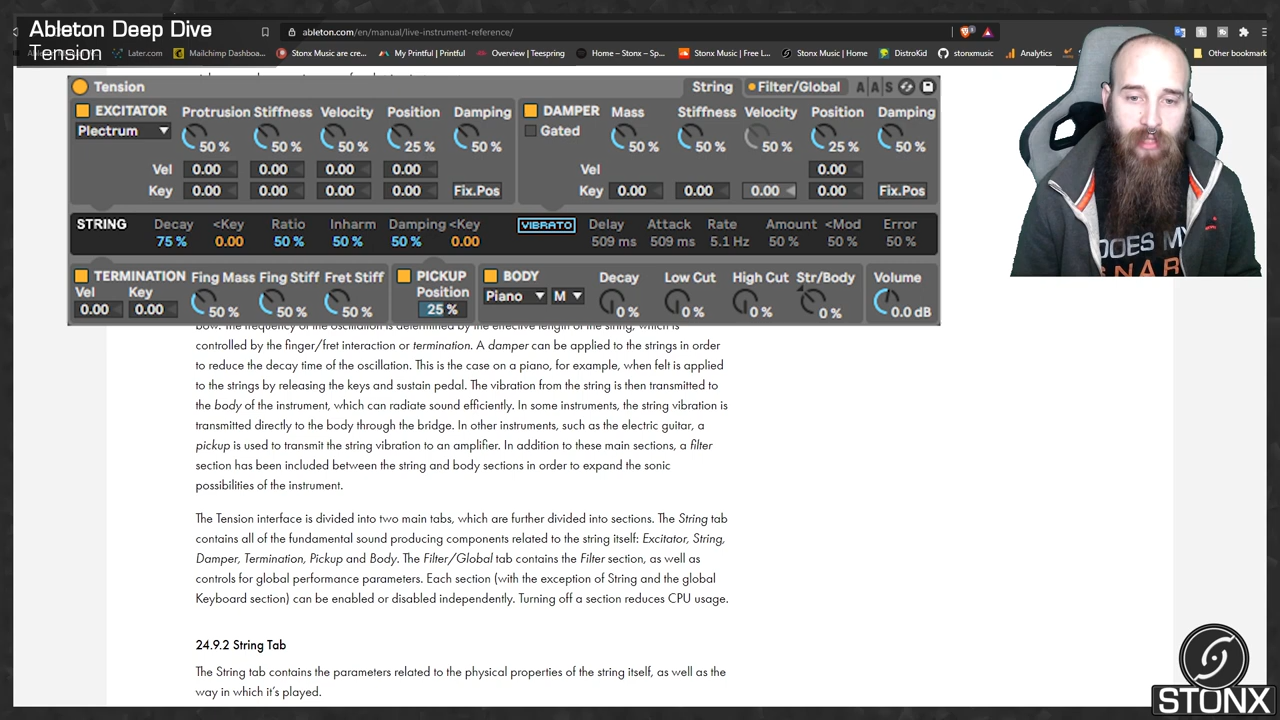 Ableton Deep Dive
Tension
ableton.com/en/manual/live-instrument-reference/
Later.com
Mailchimp Dashboa...
Stonx Music are cre...
My Printful | Printful
Overview | Teespring
Home – Stonx – Sp...
Stonx Music | Free L...
Stonx Music | Home
DistroKid
stonxmusic
Analytics
Other bookmarks
Tension
String
Filter/Global
A A S
EXCITATOR Protrusion Stiffness Velocity Position Damping
Plectrum 50 % 50 % 50 % 25 % 50 %
Vel 0.00 0.00 0.00 0.00
Key 0.00 0.00 0.00 0.00 Fix.Pos
DAMPER Mass Stiffness Velocity Position Damping
Gated 50 % 50 % 50 % 25 % 50 %
Vel 0.00
Key 0.00 0.00 0.00 0.00 Fix.Pos
STRING Decay <Key Ratio Inharm Damping <Key
75 % 0.00 50 % 50 % 50 % 0.00
VIBRATO Delay Attack Rate Amount <Mod Error
509 ms 509 ms 5.1 Hz 50 % 50 % 50 %
TERMINATION Fing Mass Fing Stiff Fret Stiff
Vel Key
0.00 0.00 50 % 50 % 50 %
PICKUP
Position
25 %
BODY Decay Low Cut High Cut Str/Body
Piano M 0 % 0 % 0 % 0 %
Volume
0.0 dB
bow. The frequency of the oscillation is determined by the effective length of the string, which is
controlled by the finger/fret interaction or termination. A damper can be applied to the strings in order
to reduce the decay time of the oscillation. This is the case on a piano, for example, when felt is applied
to the strings by releasing the keys and sustain pedal. The vibration from the string is then transmitted to
the body of the instrument, which can radiate sound efficiently. In some instruments, the string vibration is
transmitted directly to the body through the bridge. In other instruments, such as the electric guitar, a
pickup is used to transmit the string vibration to an amplifier. In addition to these main sections, a filter
section has been included between the string and body sections in order to expand the sonic
possibilities of the instrument.
The Tension interface is divided into two main tabs, which are further divided into sections. The String tab
contains all of the fundamental sound producing components related to the string itself: Excitator, String,
Damper, Termination, Pickup and Body. The Filter/Global tab contains the Filter section, as well as
controls for global performance parameters. Each section (with the exception of String and the global
Keyboard section) can be enabled or disabled independently. Turning off a section reduces CPU usage.
24.9.2 String Tab
The String tab contains the parameters related to the physical properties of the string itself, as well as the
way in which it's played.
DOES MY
STONX